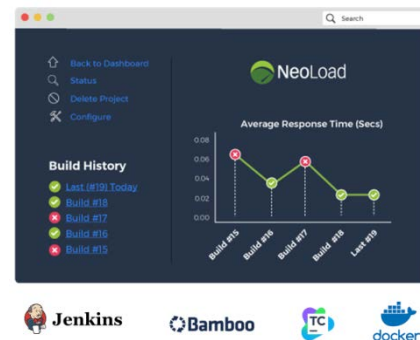 Search
Back to Dashboard
Status
Delete Project
Configure
NeoLoad
Average Response Time (Secs)
0.08
0.06
0.04
0.02
0.00
Build #15
Build #16
Build #17
Build #18
Last #19
Build History
Last (#19) Today
Build #18
Build #17
Build #16
Build #15
Jenkins
Bamboo
TC
docker